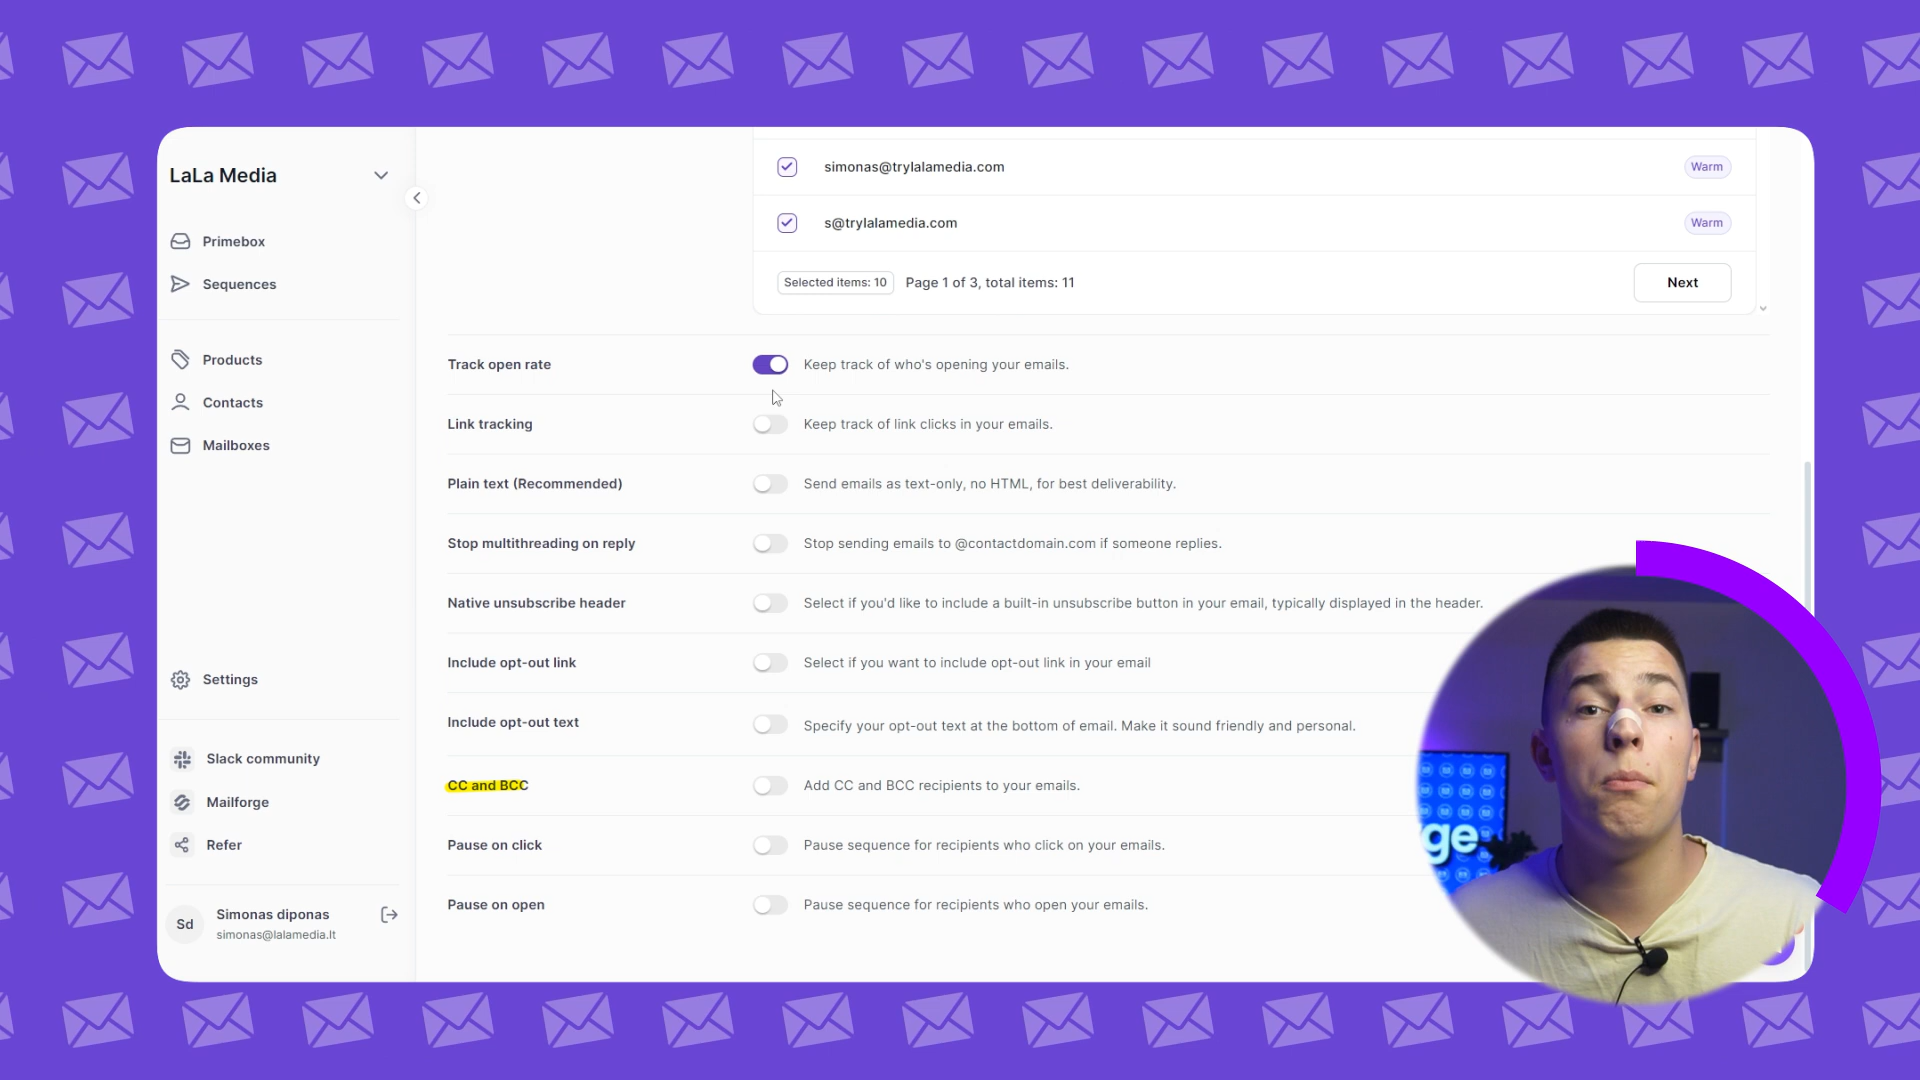 LaLa Media
Primebox
Sequences
Products
Contacts
Mailboxes
Settings
Slack community
Mailforge
Refer
Sd
Simonas diponas
simonas@lalamedia.lt
simonas@trylalamedia.com
Warm
s@trylalamedia.com
Warm
Selected items: 10
Page 1 of 3, total items: 11
Next
Track open rate
Keep track of who's opening your emails.
Link tracking
Keep track of link clicks in your emails.
Plain text (Recommended)
Send emails as text-only, no HTML, for best deliverability.
Stop multithreading on reply
Stop sending emails to @contactdomain.com if someone replies.
Native unsubscribe header
Select if you'd like to include a built-in unsubscribe button in your email, typically displayed in the header.
Include opt-out link
Select if you want to include opt-out link in your email
Include opt-out text
Specify your opt-out text at the bottom of email. Make it sound friendly and personal.
CC and BCC
Add CC and BCC recipients to your emails.
Pause on click
Pause sequence for recipients who click on your emails.
Pause on open
Pause sequence for recipients who open your emails.
ge